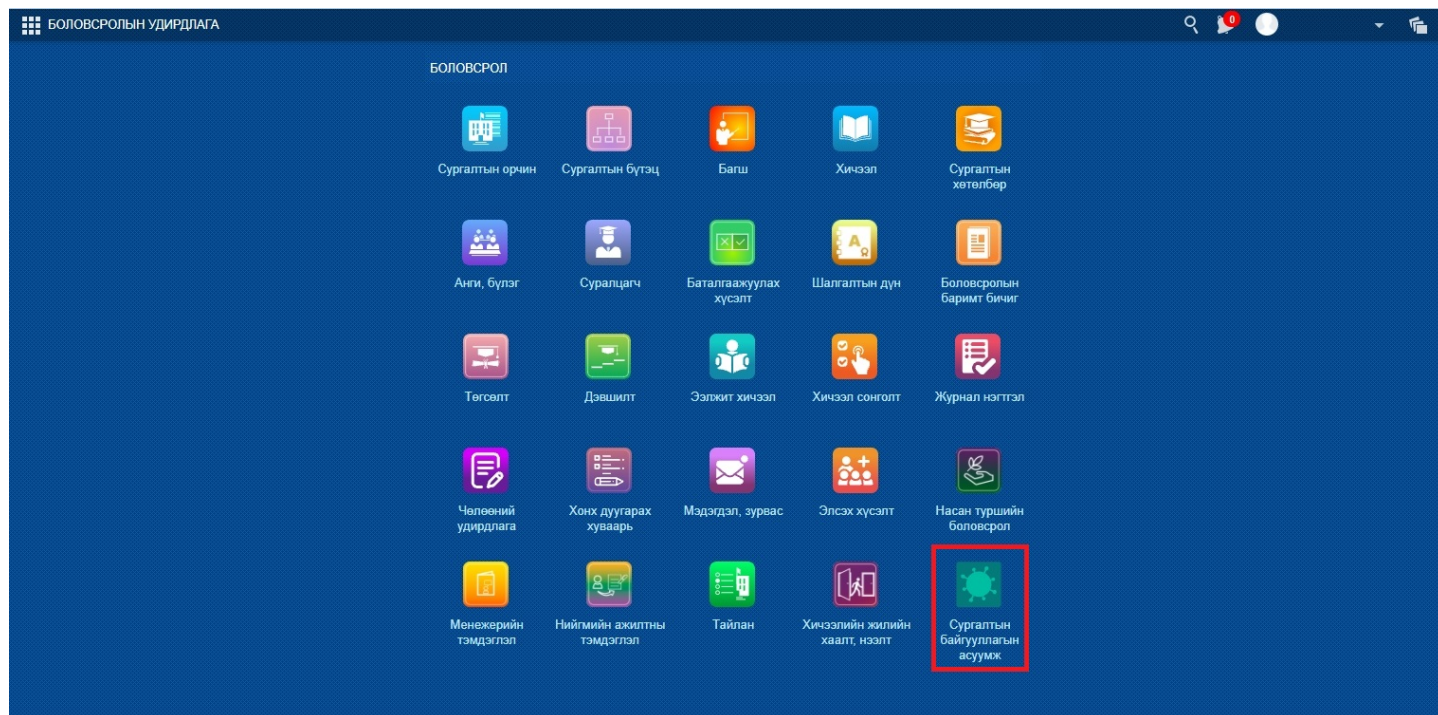 БОЛОВСРОЛЫН УДИРДЛАГА
0
БОЛОВСРОЛ
Сургалтын орчин
Сургалтын бүтэц
Багш
Хичээл
Сургалтын
хөтөлбөр
Анги, бүлэг
Суралцагч
Баталгаажуулах
хүсэлт
Шалгалтын дүн
Боловсролын
баримт бичиг
Төгсөлт
Дэвшилт
Ээлжит хичээл
Хичээл сонголт
Журнал нэгтгэл
Чөлөөний
удирдлага
Хонх дуугарах
хуваарь
Мэдэгдэл, зурвас
Элсэх хүсэлт
Насан туршийн
боловсрол
Менежерийн
тэмдэглэл
Нийгмийн ажилтны
тэмдэглэл
Тайлан
Хичээлийн жилийн
хаалт, нээлт
Сургалтын
байгууллагын
асуумж